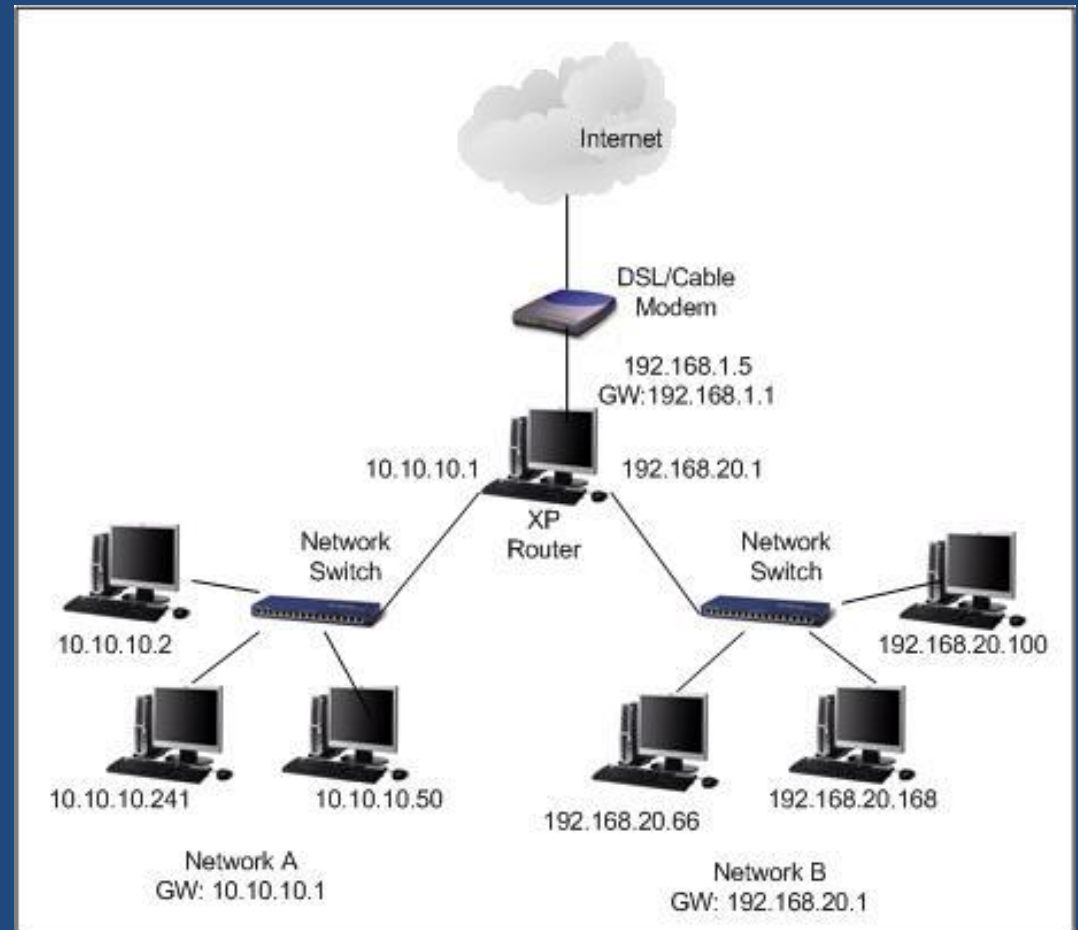 Internet
DSL/Cable
Modem
192.168.1.5
GW:192.168.1.1
10.10.10.1
192.168.20.1
XP
Router
Network
Switch
Network
Switch
10.10.10.2
192.168.20.100
10.10.10.241
10.10.10.50
192.168.20.66
192.168.20.168
Network A
GW: 10.10.10.1
Network B
GW: 192.168.20.1